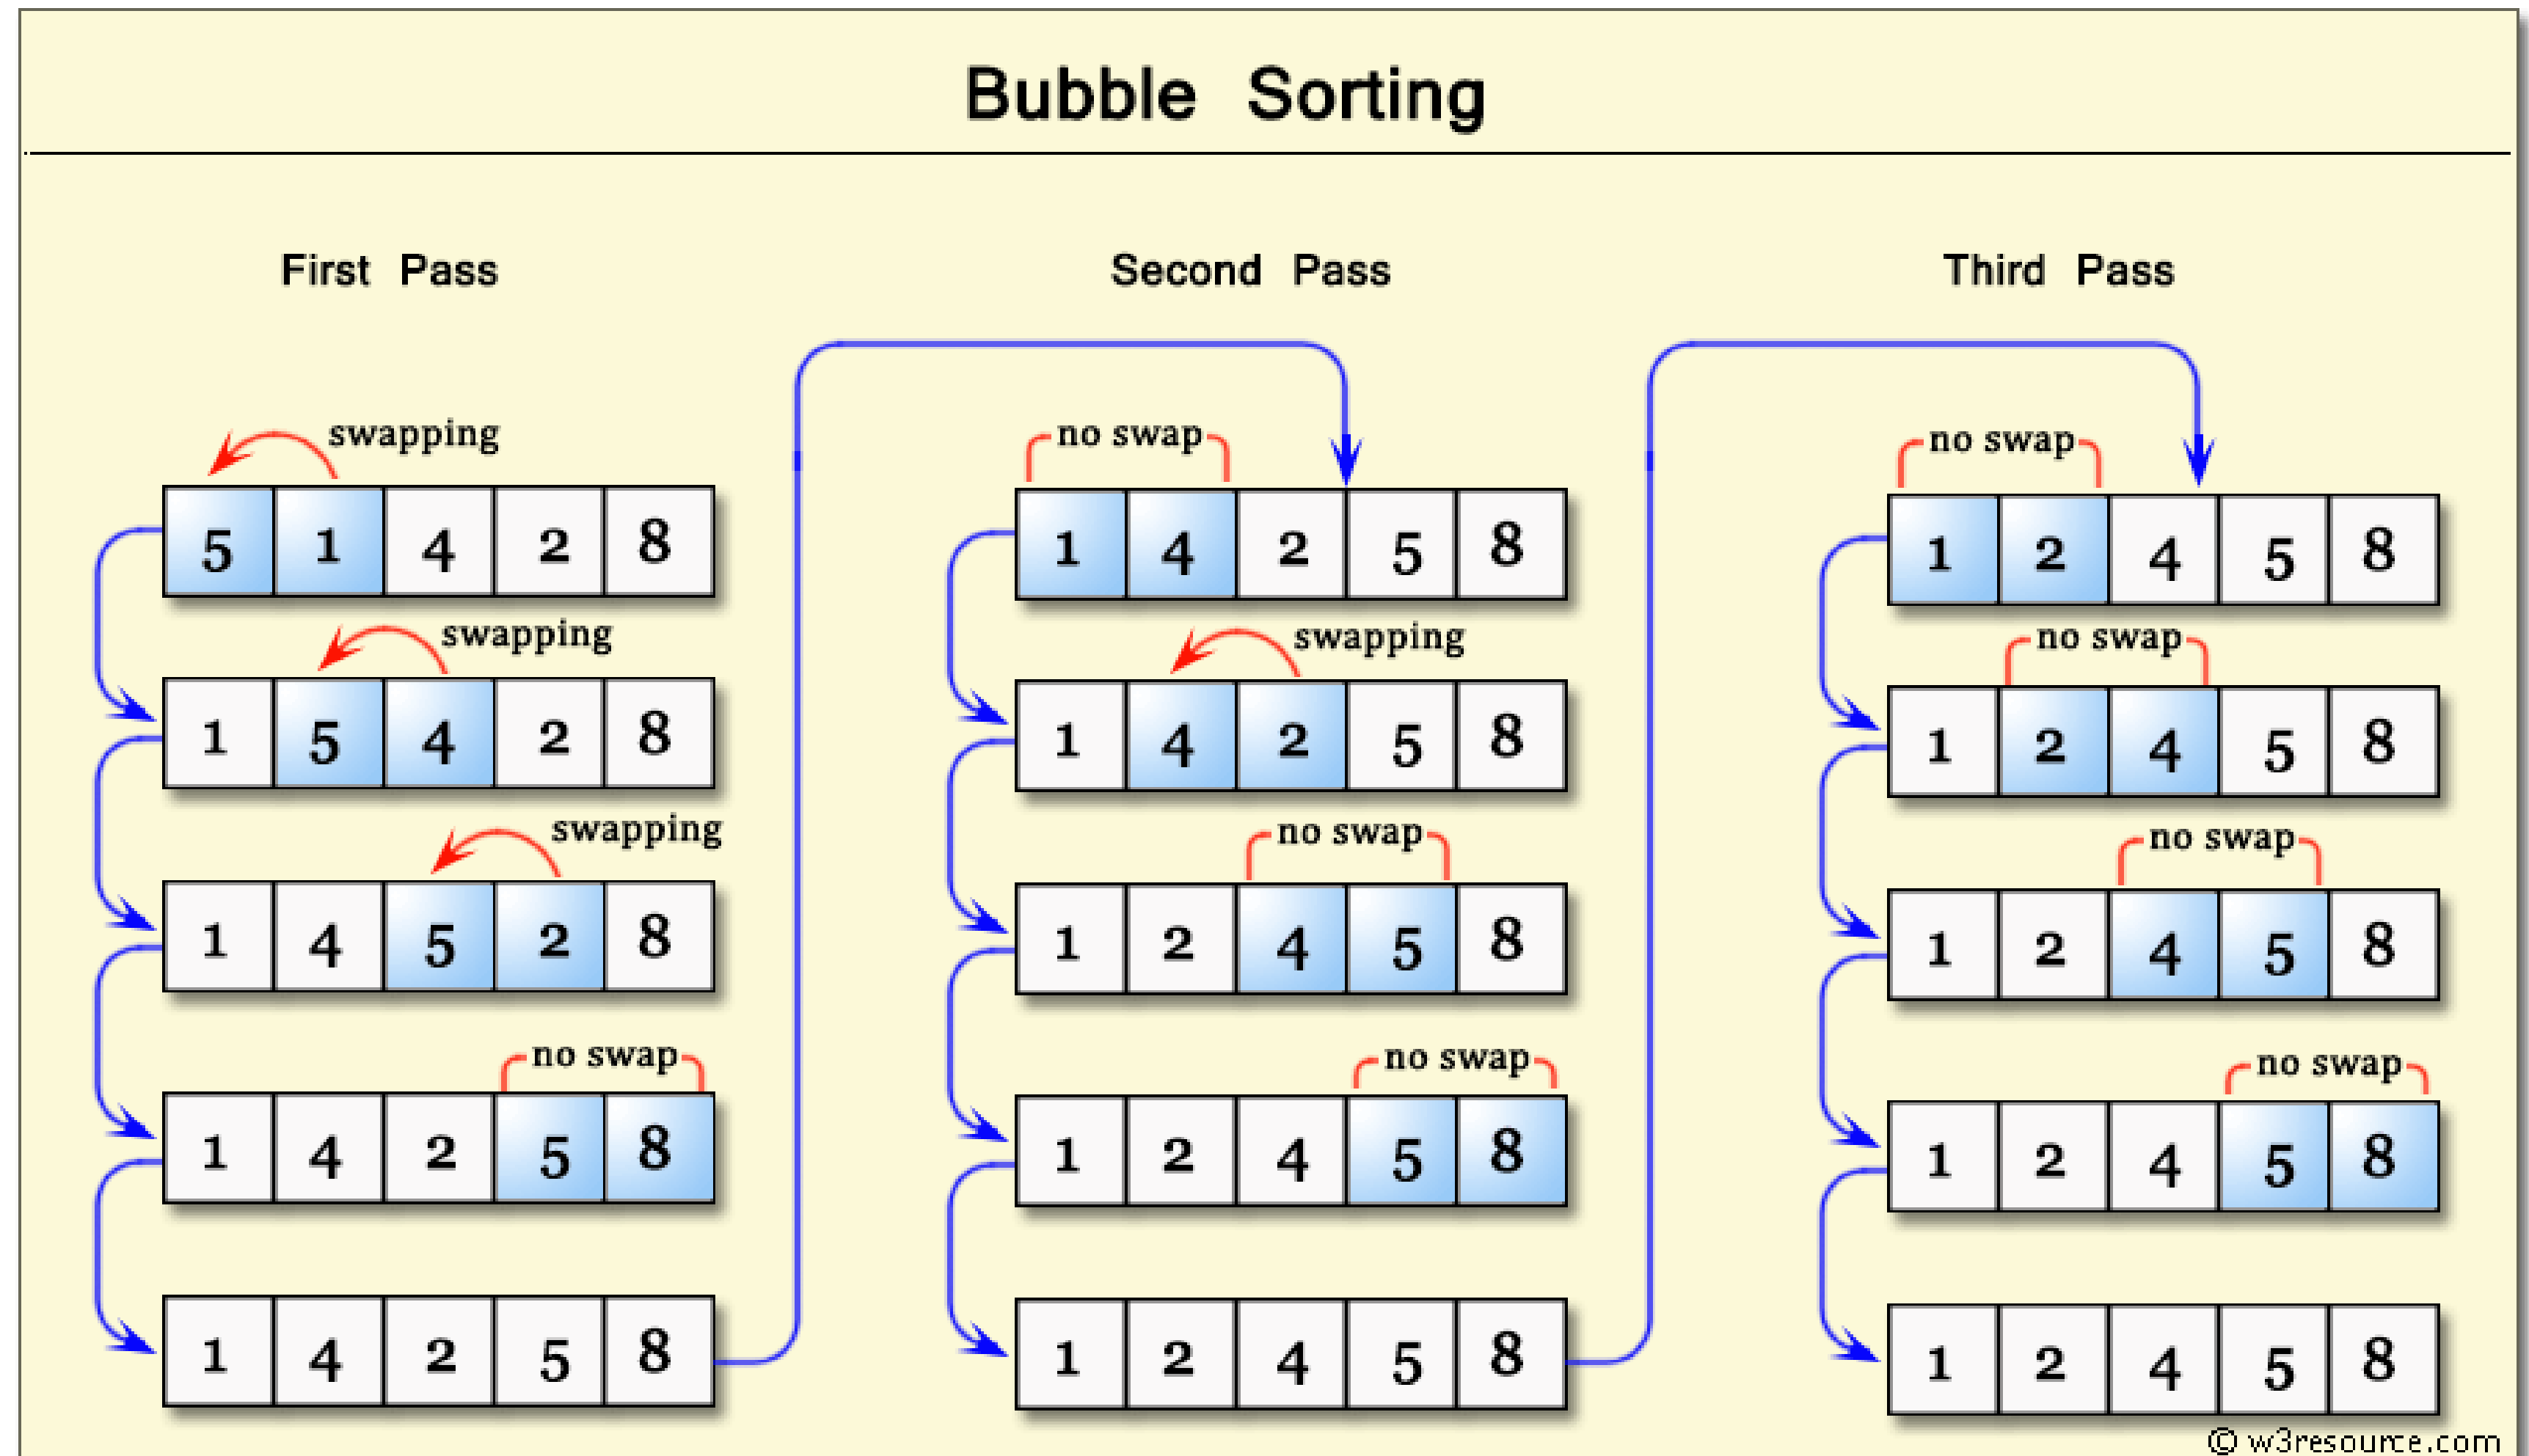 Bubble Sorting
First Pass
swapping
5 1 4 2 8
swapping
1 5 4 2 8
swapping
1 4 5 2 8
no swap
1 4 2 5 8
1 4 2 5 8
Second Pass
no swap
1 4 2 5 8
swapping
1 4 2 5 8
no swap
1 2 4 5 8
no swap
1 2 4 5 8
1 2 4 5 8
Third Pass
no swap
1 2 4 5 8
no swap
1 2 4 5 8
no swap
1 2 4 5 8
no swap
1 2 4 5 8
1 2 4 5 8
© w3resource.com